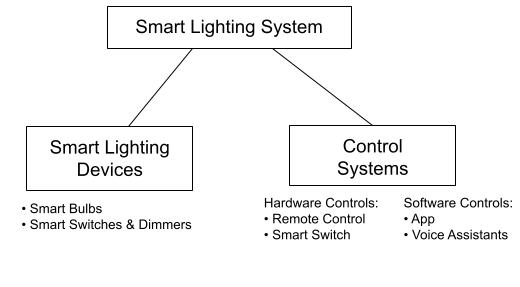 Smart Lighting System
Smart Lighting
Devices
• Smart Bulbs
• Smart Switches & Dimmers
Control
Systems
Hardware Controls:
• Remote Control
• Smart Switch
Software Controls:
• App
• Voice Assistants